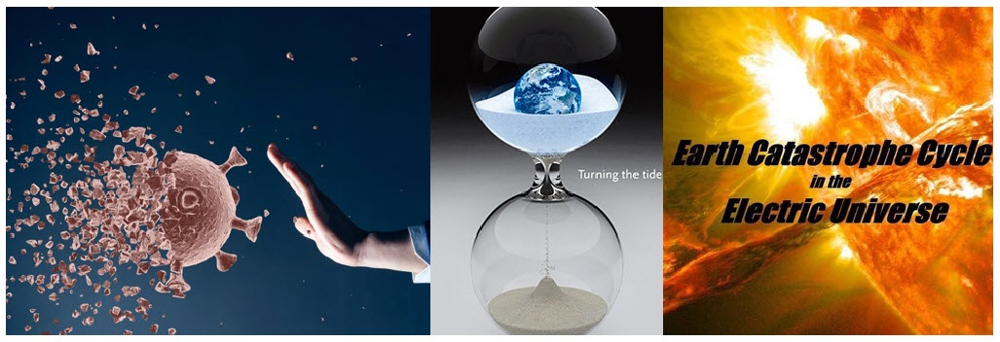 Turning the tide
Earth Catastrophe Cycle
in the
Electric Universe